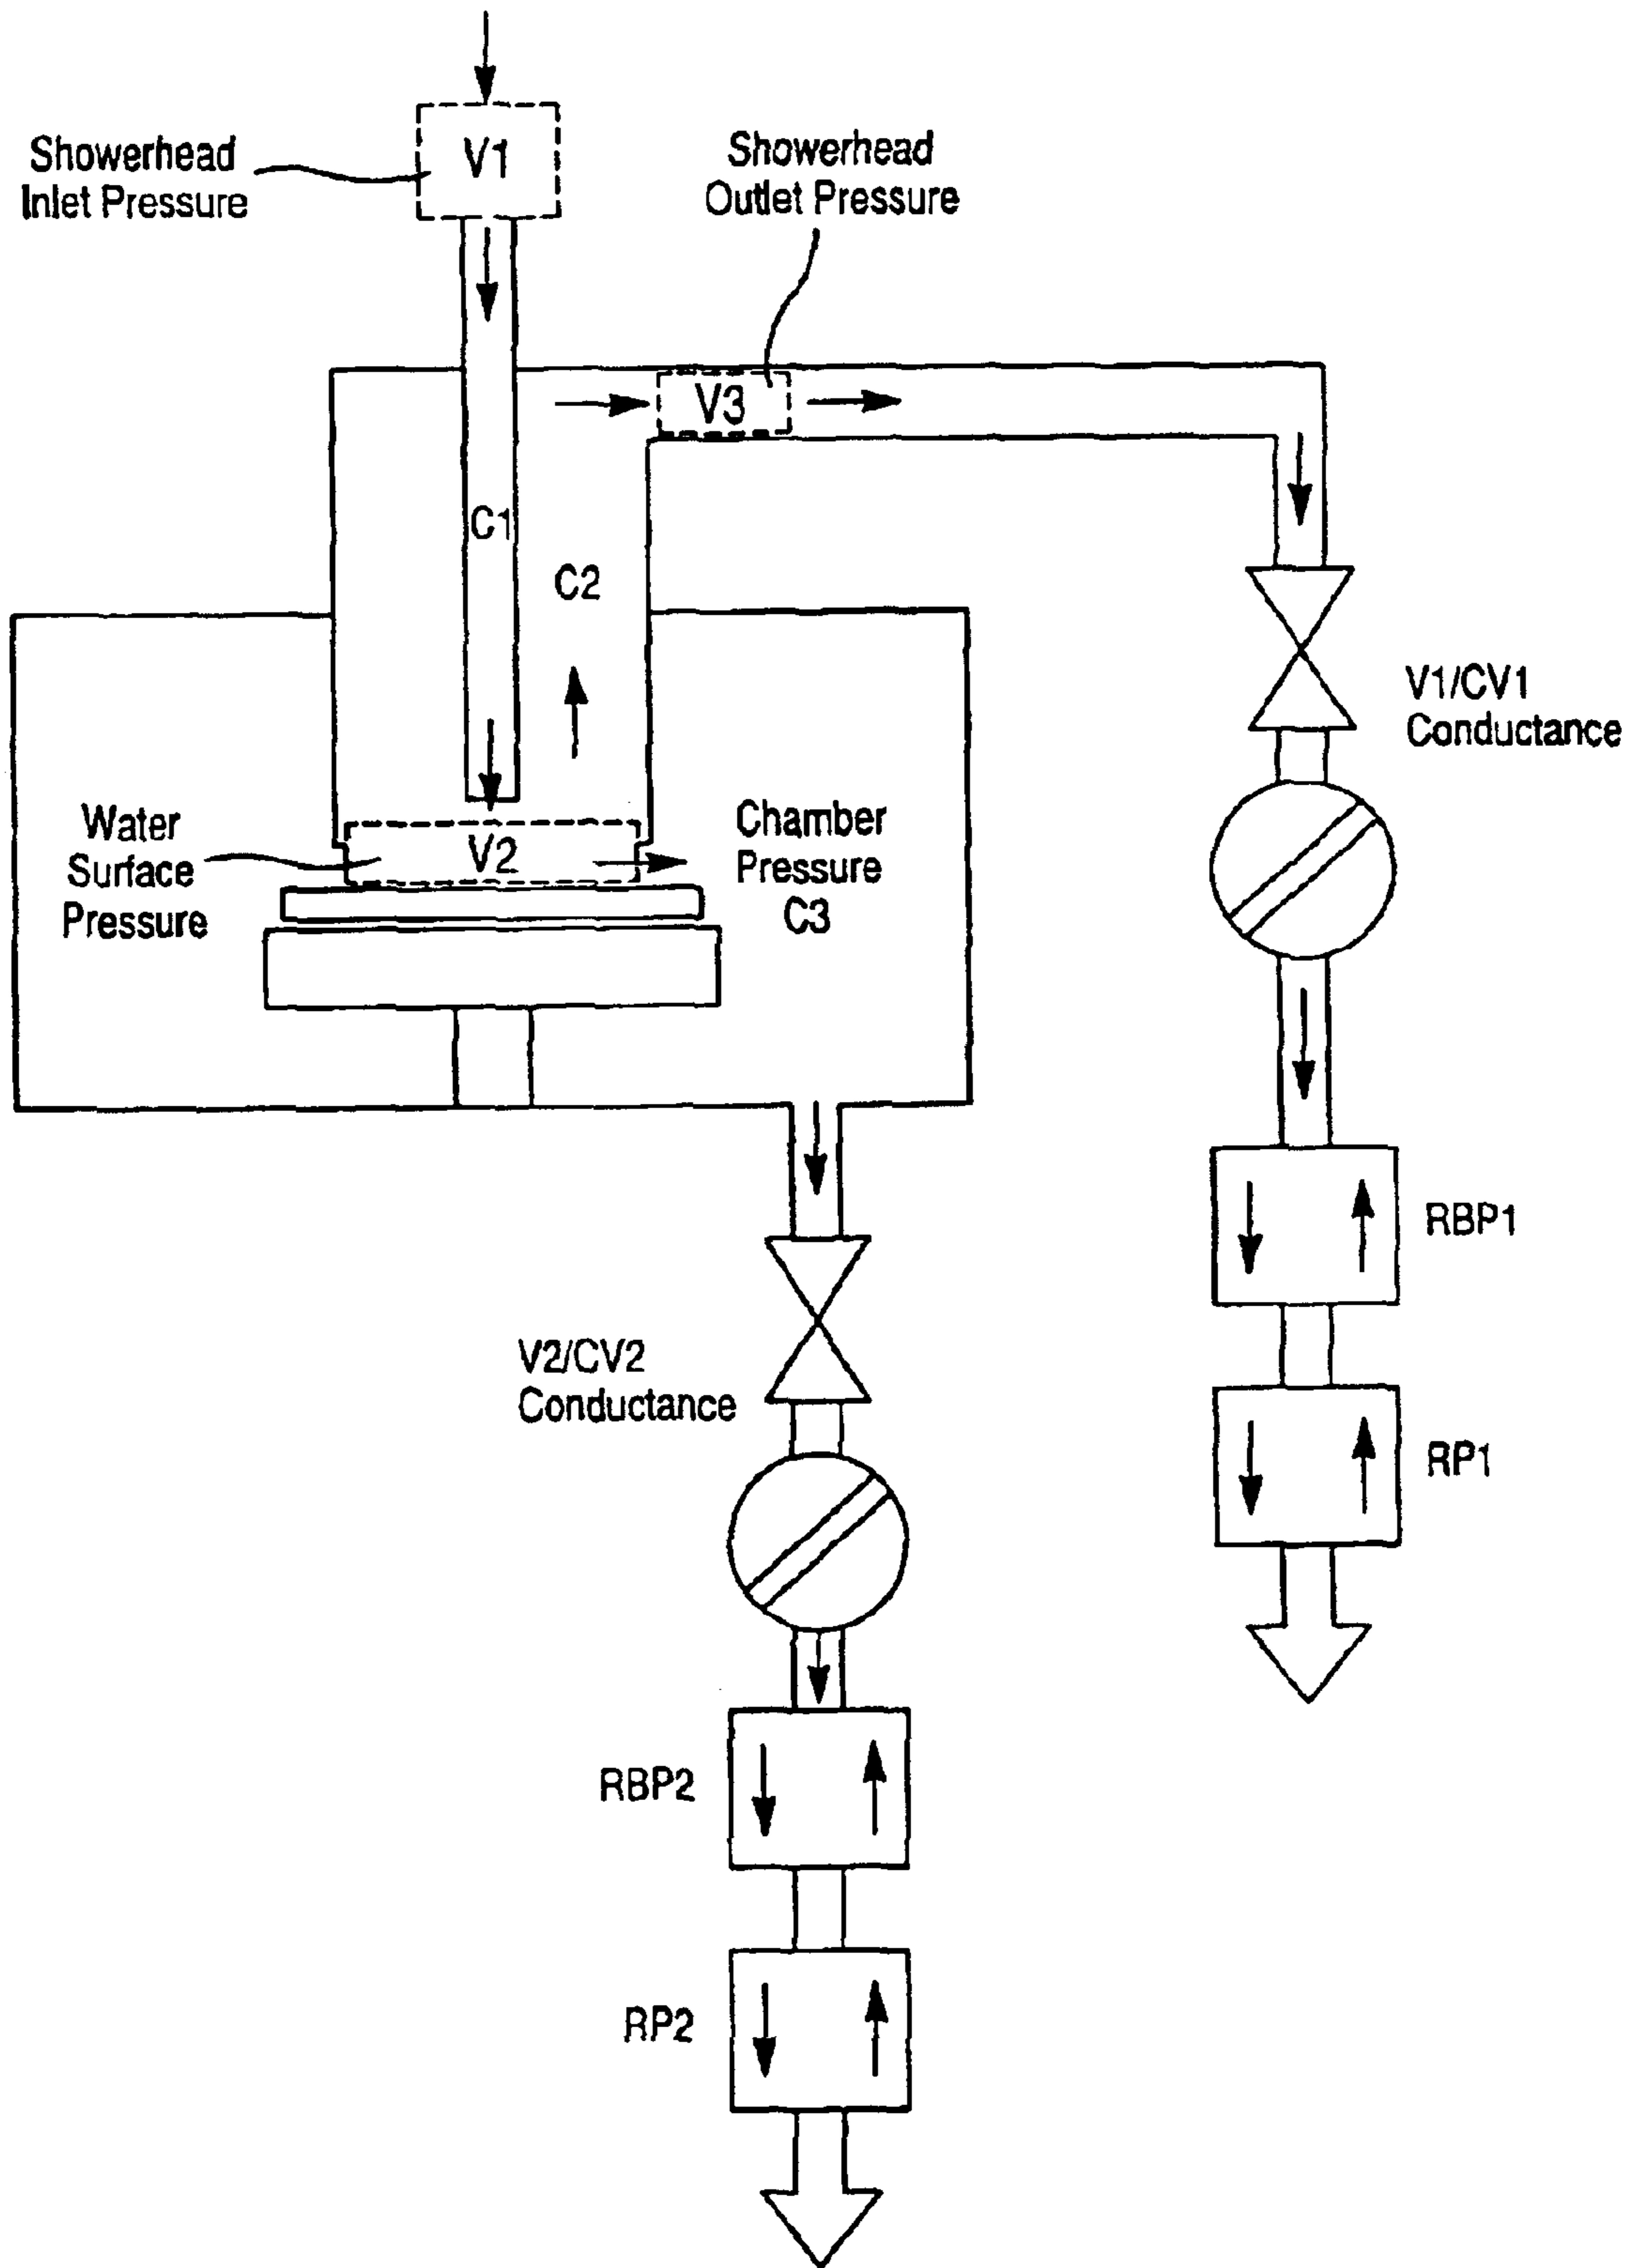 Showerhead
Inlet Pressure
V1
Showerhead
Outlet Pressure
V3
C1
C2
V1/CV1
Conductance
Water
Surface
Pressure
V2
Chamber
Pressure
C3
RBP1
V2/CV2
Conductance
RP1
RBP2
RP2